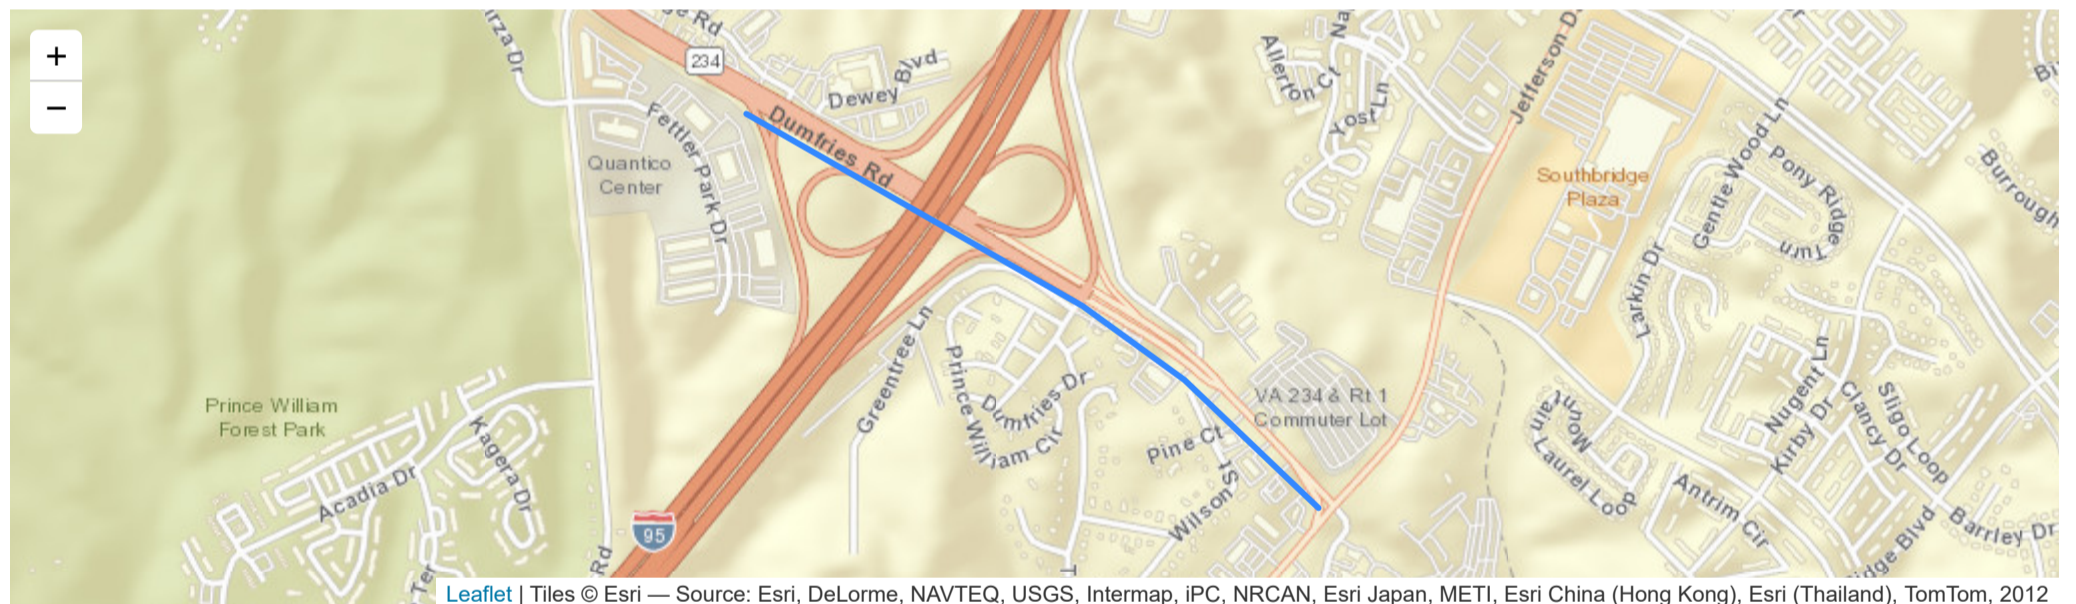 +
−
234
Dewey Blvd
Dumfries Rd
Fettler Park Dr
Quantico
Center
Allerton Ct
Yost Ln
Southbridge
Plaza
Gentle Wood Ln
Pony Ridge
Turn
Larkin Dr
Greentree Ln
Prince William Cir
Dumfries Dr
VA 234 & Rt 1
Commuter Lot
Pine Ct
Wilson St
Prince William
Forest Park
Acadia Dr
Kagera Dr
95
Rd
Nugent Ln
Kirby Dr
Clancy Dr
Sligo Loop
Mountain
Laurel Loop
Antrim Cir
Barrley Dr
Leaflet | Tiles © Esri — Source: Esri, DeLorme, NAVTEQ, USGS, Intermap, iPC, NRCAN, Esri Japan, METI, Esri China (Hong Kong), Esri (Thailand), TomTom, 2012